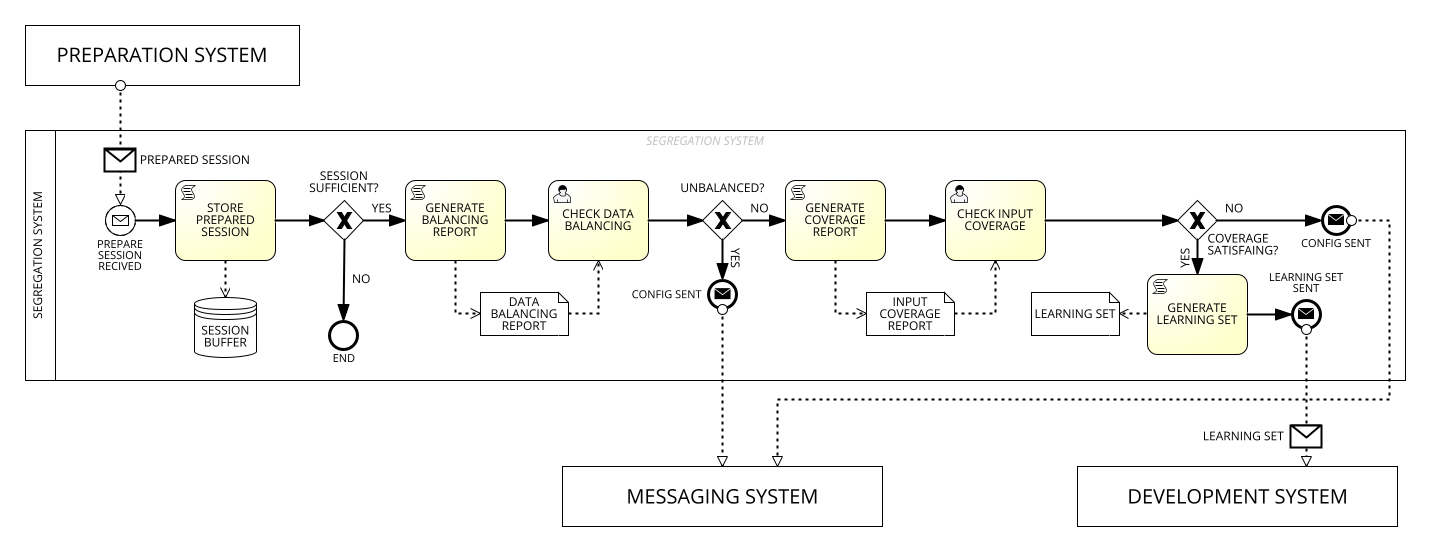 PREPARATION SYSTEM
SEGREGATION SYSTEM
SEGREGATION SYSTEM
PREPARED SESSION
PREPARE
SESSION
RECIVED
STORE
PREPARED
SESSION
SESSION
BUFFER
SESSION
SUFFICIENT?
YES
NO
END
GENERATE
BALANCING
REPORT
DATA
BALANCING
REPORT
CHECK DATA
BALANCING
UNBALANCED?
NO
YES
CONFIG SENT
GENERATE
COVERAGE
REPORT
INPUT
COVERAGE
REPORT
CHECK INPUT
COVERAGE
NO
COVERAGE
SATISFAING?
YES
CONFIG SENT
GENERATE
LEARNING SET
LEARNING SET
LEARNING SET
SENT
LEARNING SET
MESSAGING SYSTEM
DEVELOPMENT SYSTEM